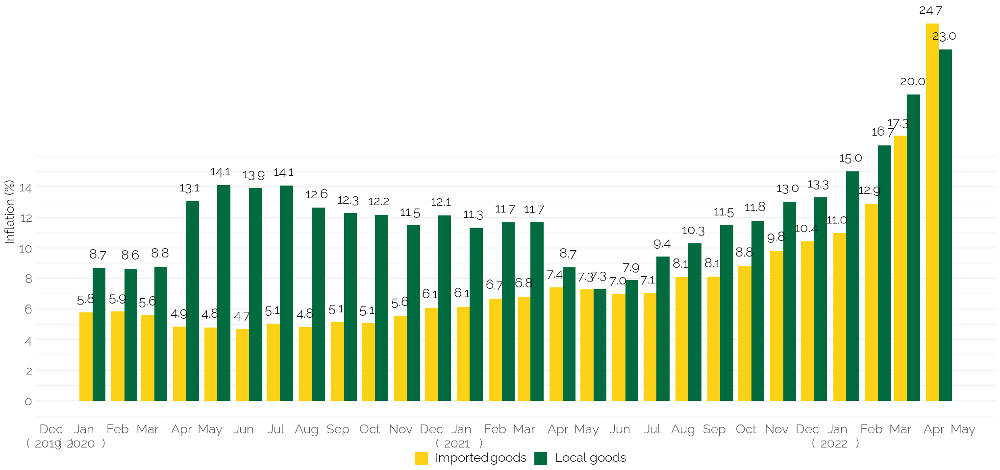 24.7
23.0
20.0
17.3
16.7
15.0
14.1 13.9 14.1
13.1 13.0 13.3
12.6 12.3 12.2 12.1 12.9
11.5 11.3 11.7 11.7 11.5 11.8
11.0
10.3 10.4
9.4 9.8
8.7 8.6 8.8 8.7 8.8
8.1 8.1
7.4 7.3 7.3 7.0 7.9 7.1
6.7 6.8
5.8 5.9 5.6 5.6 6.1 6.1
4.9 4.8 4.7 5.1 4.8 5.1 5.1
Inflation (%)
14
12
10
8
6
4
2
0
Dec Jan Feb Mar Apr May Jun Jul Aug Sep Oct Nov Dec Jan Feb Mar Apr May Jun Jul Aug Sep Oct Nov Dec Jan Feb Mar Apr May
( 2019 ) ( 2020 ) ( 2021 ) ( 2022 )
Imported goods Local goods